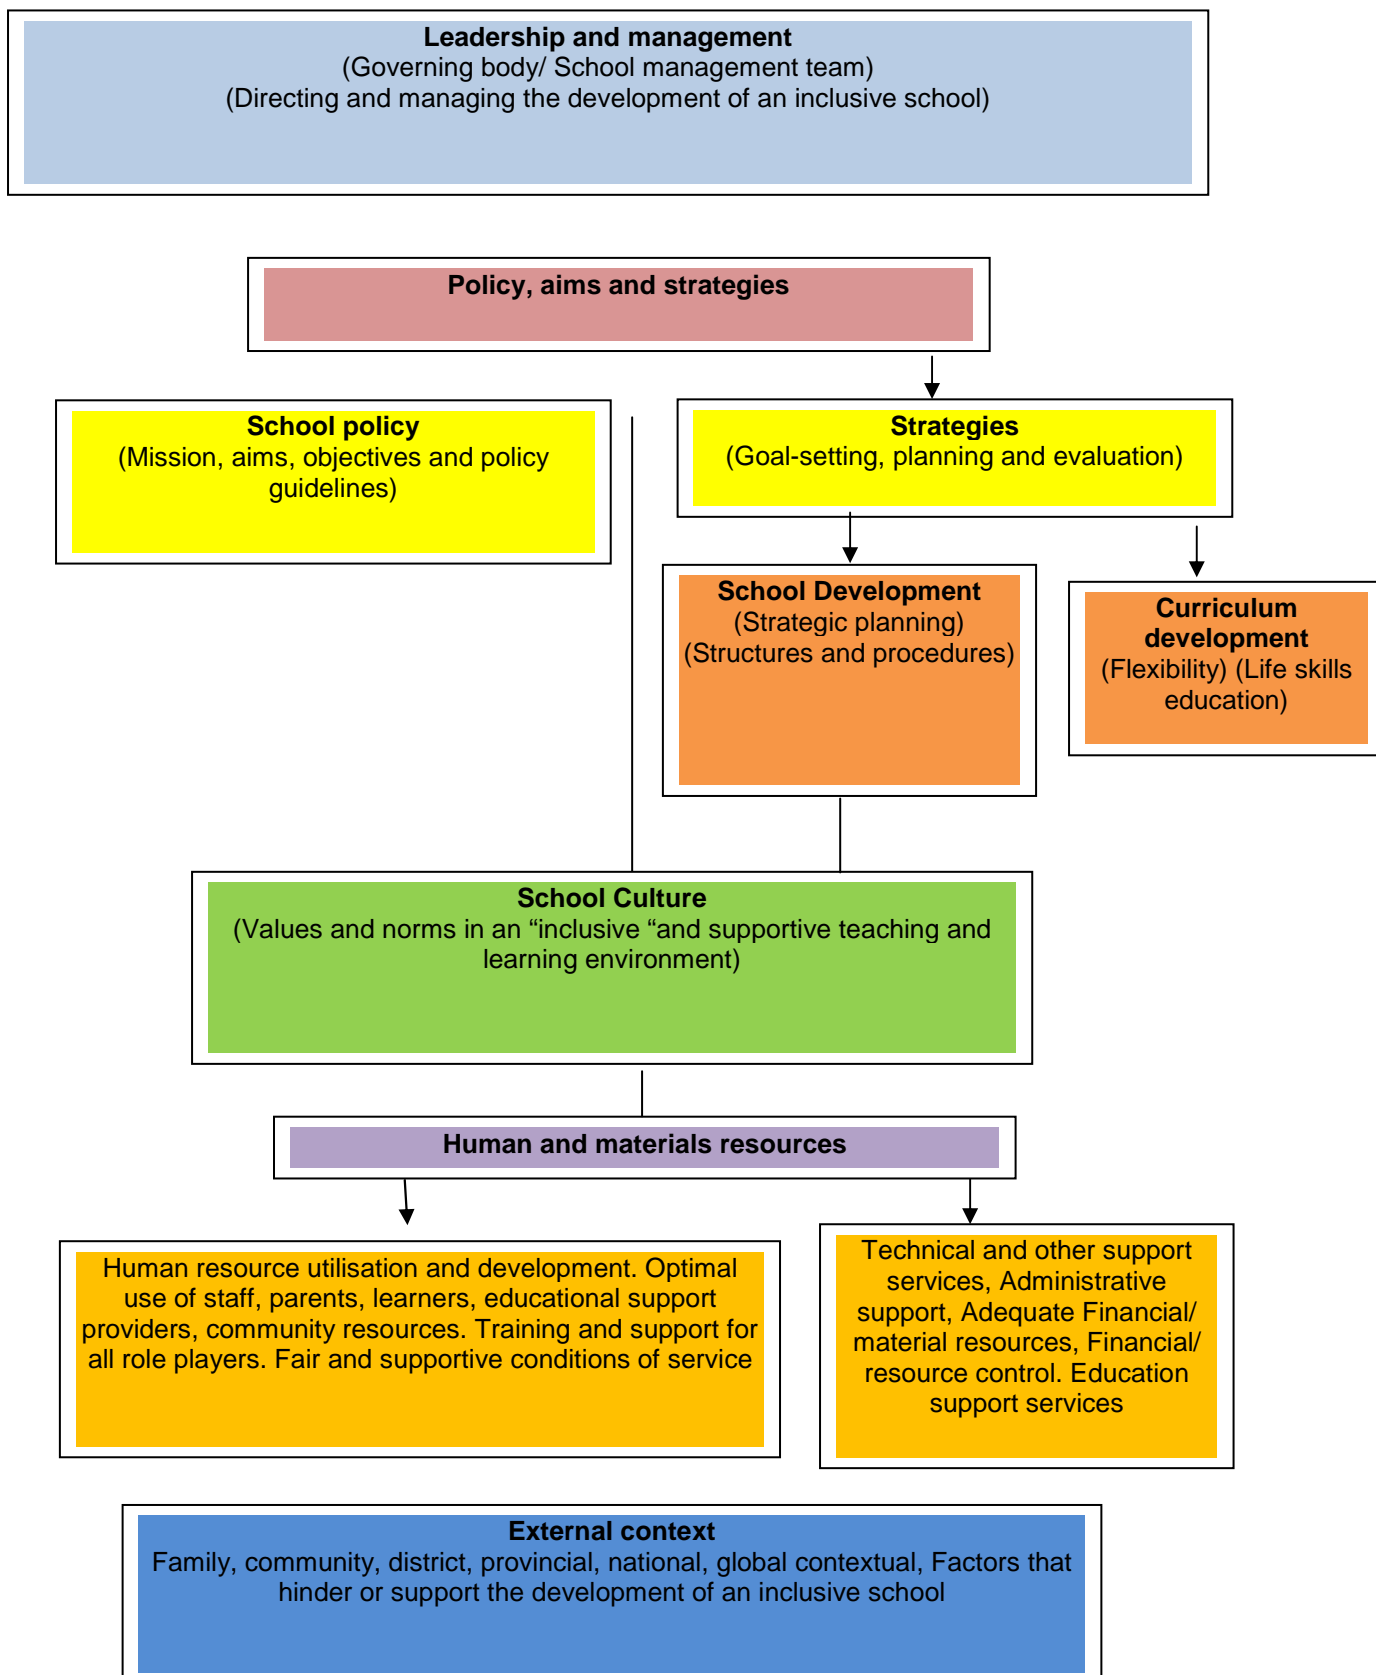 Leadership and management
(Governing body/ School management team)
(Directing and managing the development of an inclusive school)
Policy, aims and strategies
School policy
(Mission, aims, objectives and policy
guidelines)
Strategies
(Goal-setting, planning and evaluation)
School Development
(Strategic planning)
(Structures and procedures)
Curriculum
development
(Flexibility) (Life skills
education)
School Culture
(Values and norms in an “inclusive “and supportive teaching and
learning environment)
Human and materials resources
Human resource utilisation and development. Optimal
use of staff, parents, learners, educational support
providers, community resources. Training and support for
all role players. Fair and supportive conditions of service
Technical and other support
services, Administrative
support, Adequate Financial/
material resources, Financial/
resource control. Education
support services
External context
Family, community, district, provincial, national, global contextual, Factors that
hinder or support the development of an inclusive school